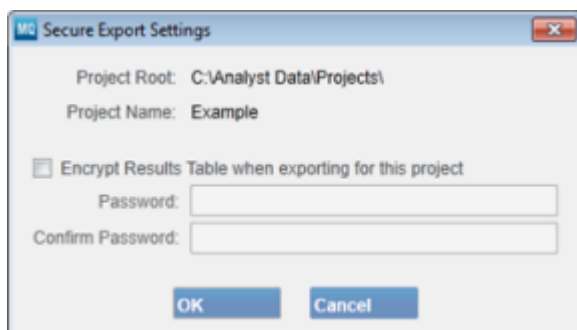 MQ Secure Export Settings
Project Root: C:\Analyst Data\Projects\
Project Name: Example
Encrypt Results Table when exporting for this project
Password:
Confirm Password:
OK Cancel